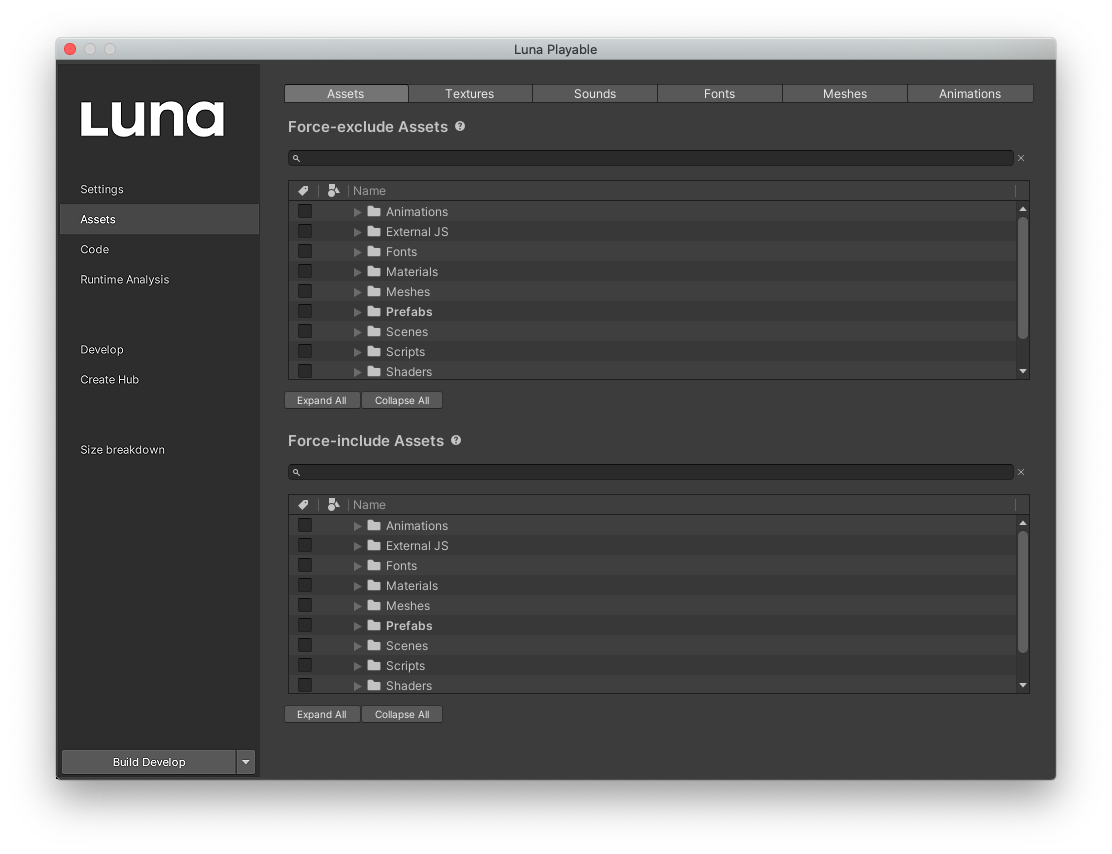 Luna Playable
Luna
Settings
Assets
Code
Runtime Analysis
Develop
Create Hub
Size breakdown
Build Develop
Assets Textures Sounds Fonts Meshes Animations
Force-exclude Assets ?
Name
Animations
External JS
Fonts
Materials
Meshes
Prefabs
Scenes
Scripts
Shaders
Expand All Collapse All
Force-include Assets ?
Name
Animations
External JS
Fonts
Materials
Meshes
Prefabs
Scenes
Scripts
Shaders
Expand All Collapse All